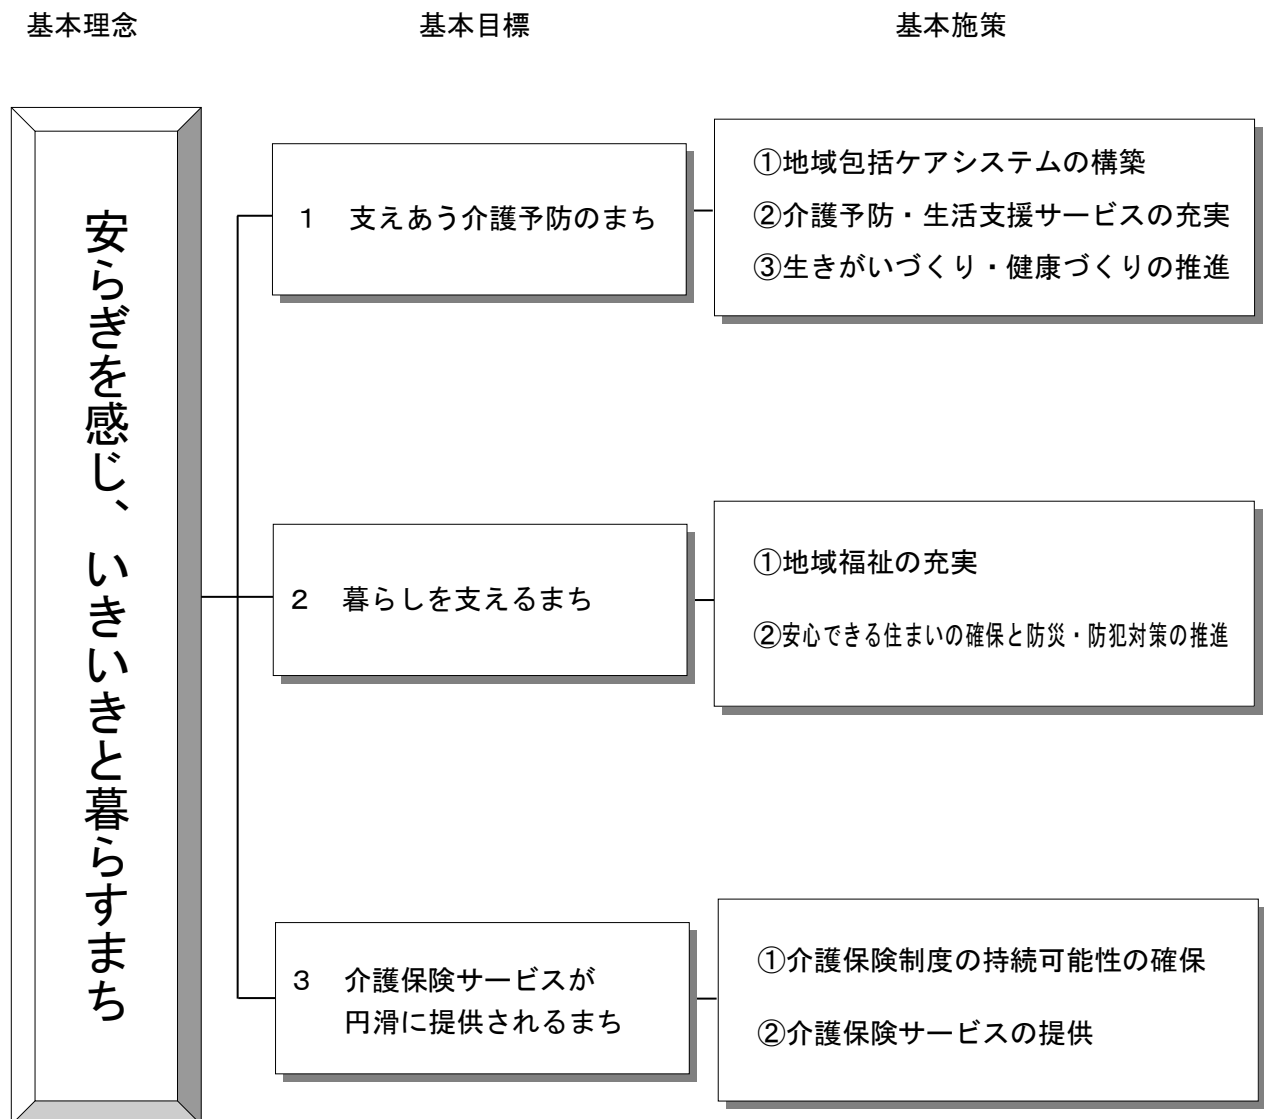 基本理念
基本目標
基本施策
安らぎを感じ、いきいきと暮らすまち
1 支えあう介護予防のまち
①地域包括ケアシステムの構築
②介護予防・生活支援サービスの充実
③生きがいづくり・健康づくりの推進
2 暮らしを支えるまち
①地域福祉の充実
②安心できる住まいの確保と防災・防犯対策の推進
3 介護保険サービスが
円滑に提供されるまち
①介護保険制度の持続可能性の確保
②介護保険サービスの提供